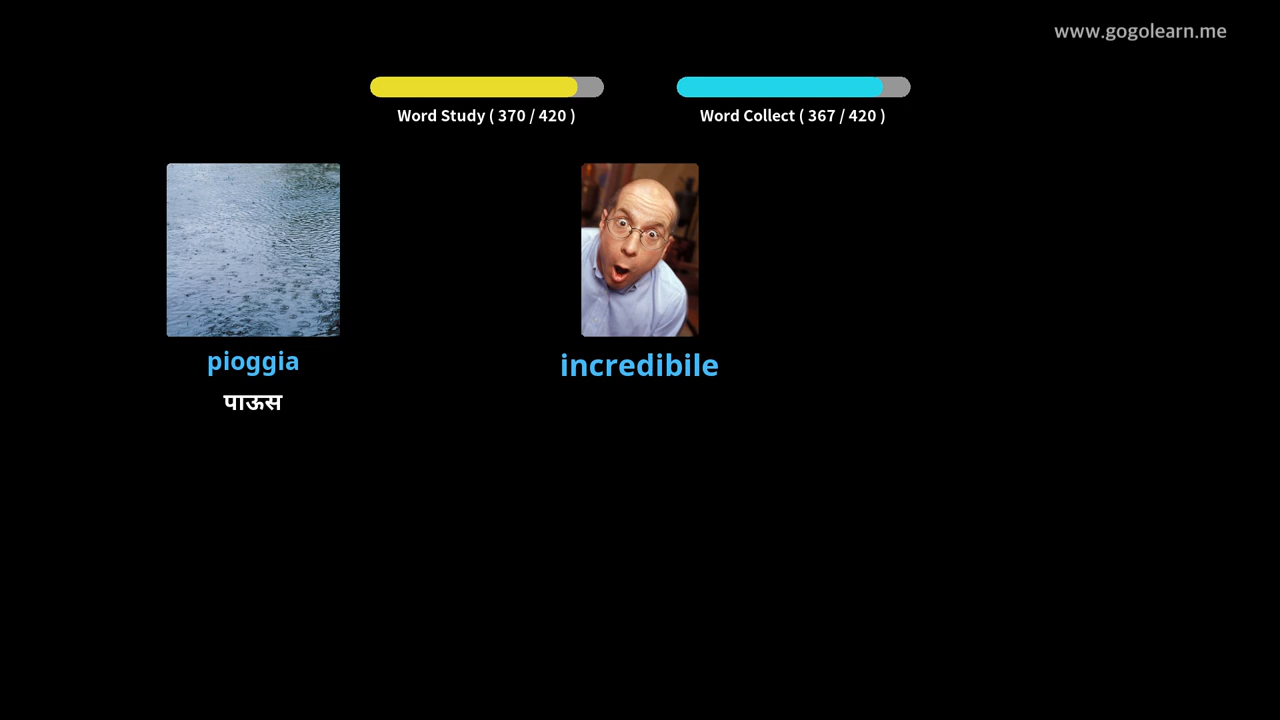 www.gogolearn.me
Word Study ( 370 / 420 )
Word Collect ( 367 / 420 )
pioggia
incredibile
पाऊस